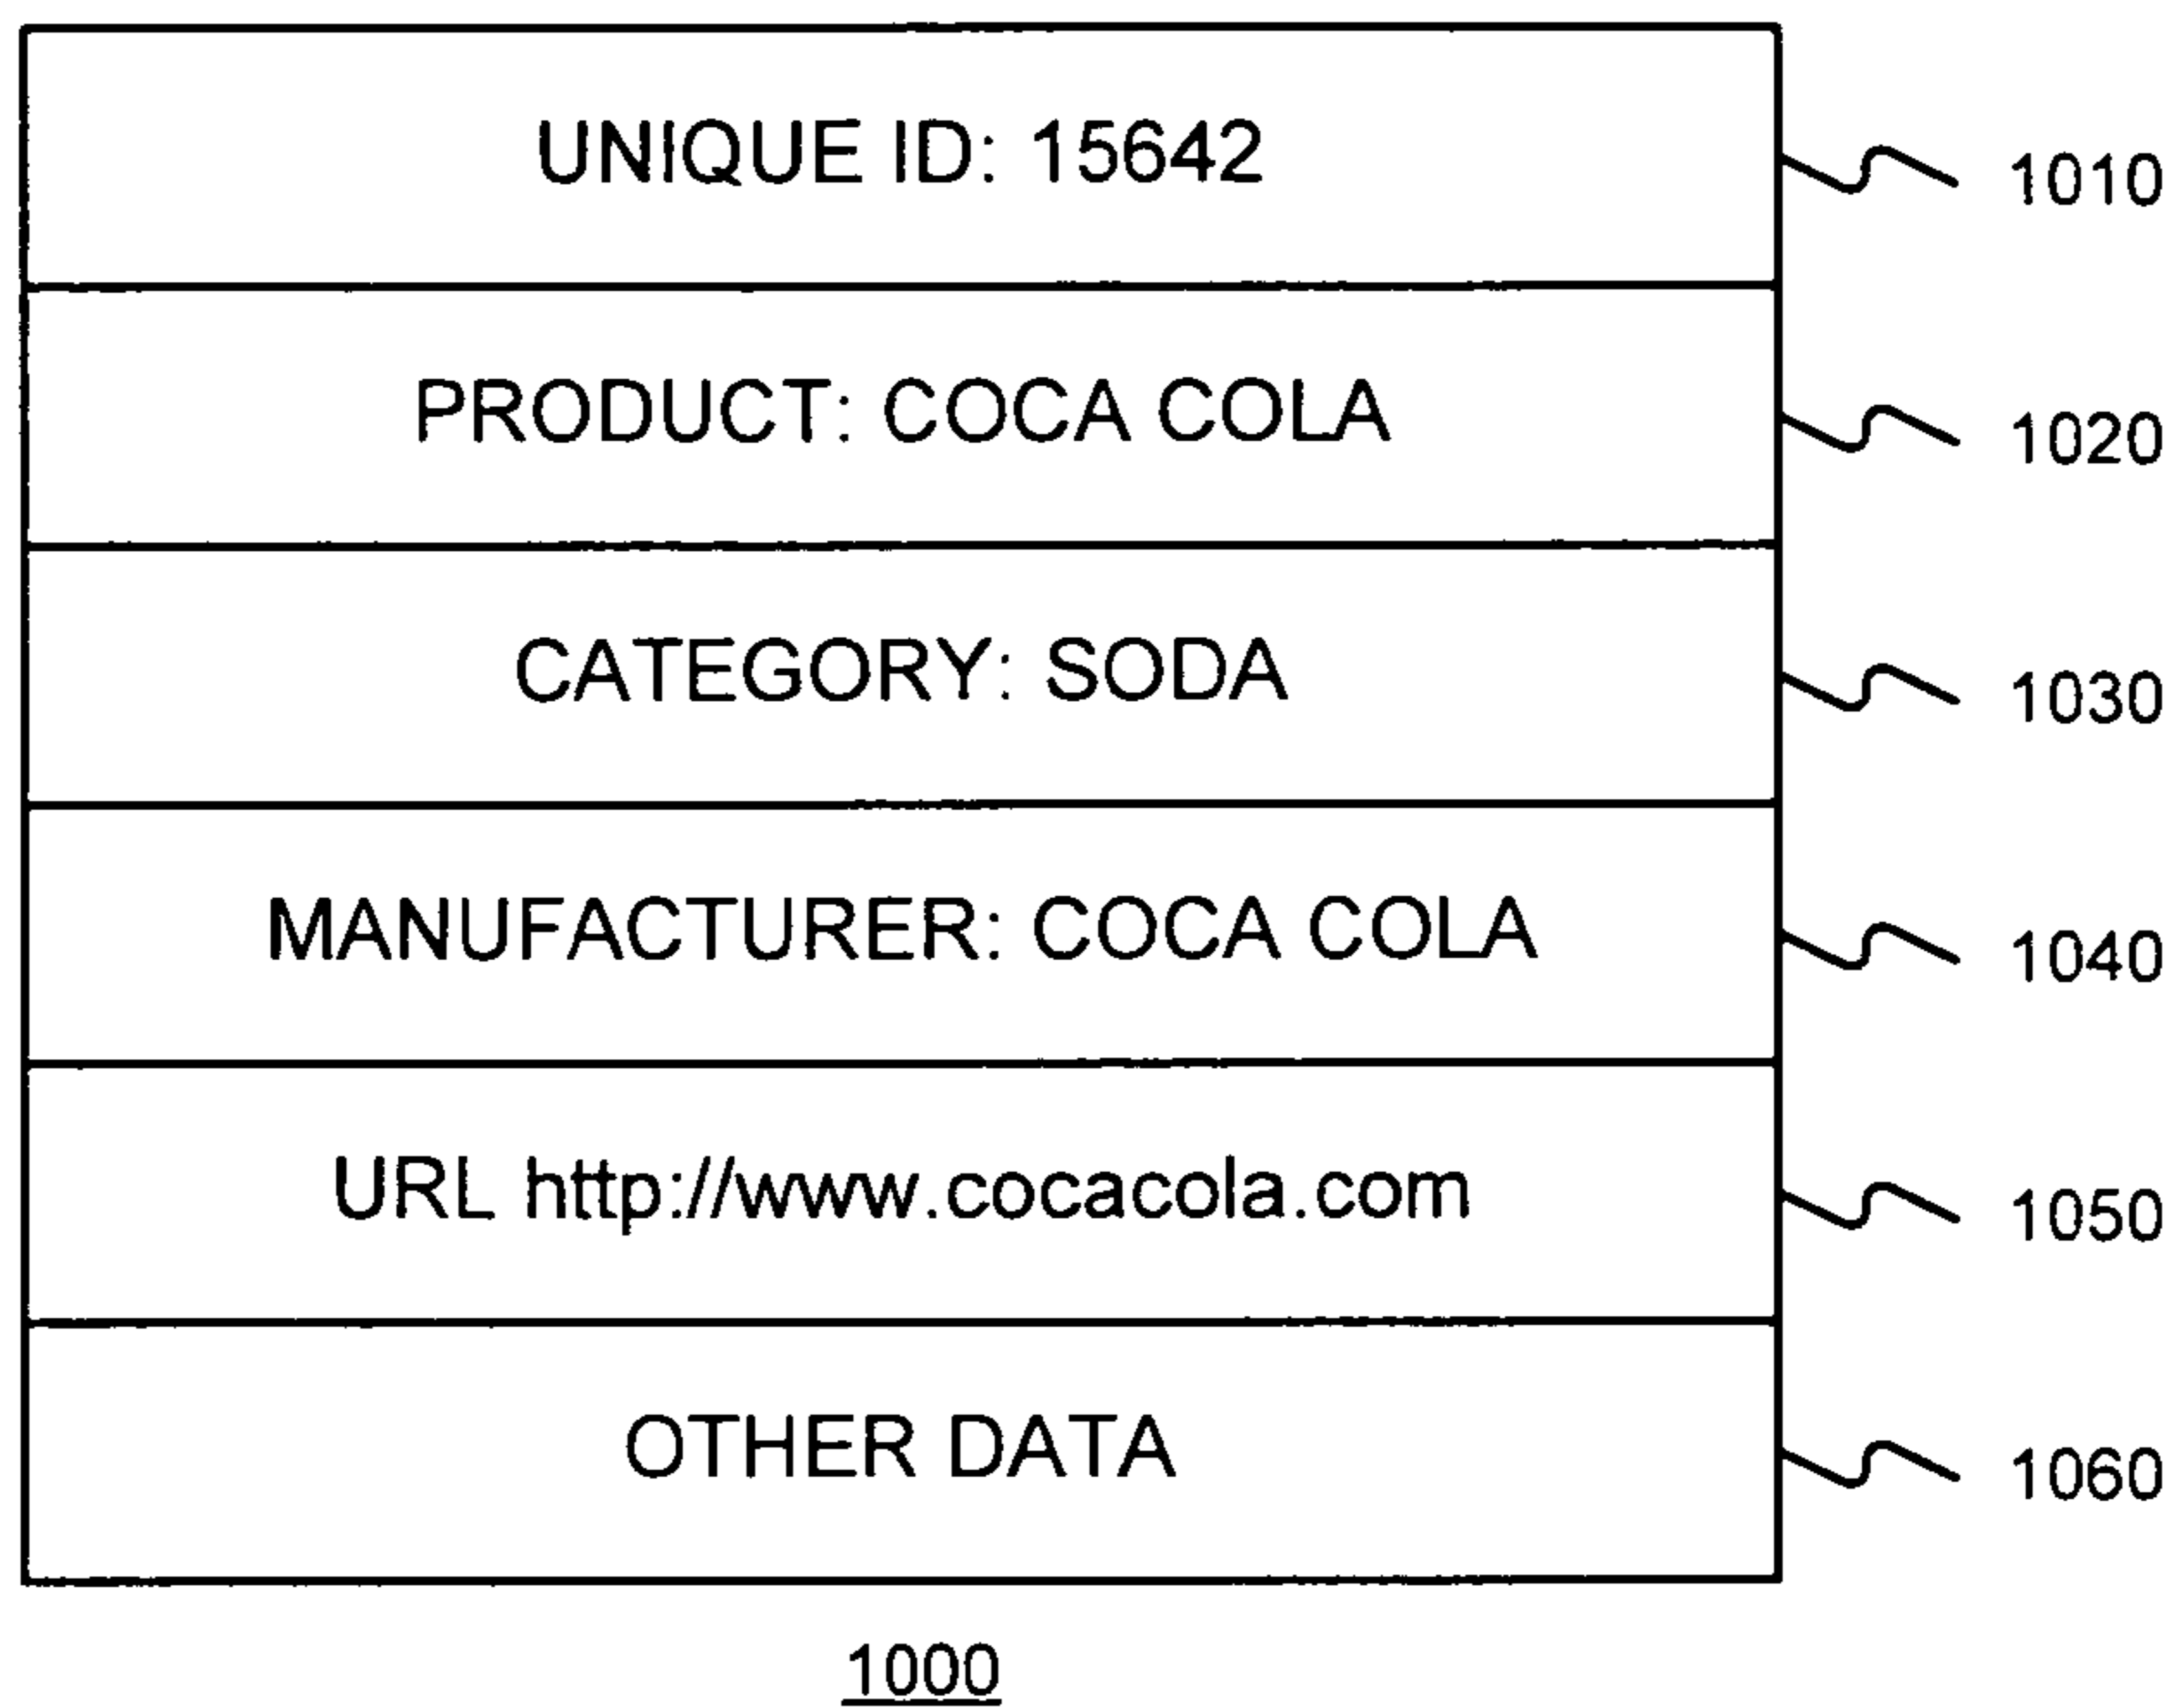 UNIQUE ID: 15642
1010
PRODUCT: COCA COLA
1020
CATEGORY: SODA
1030
MANUFACTURER: COCA COLA
1040
URL http://www.cocacola.com
1050
OTHER DATA
1060
1000